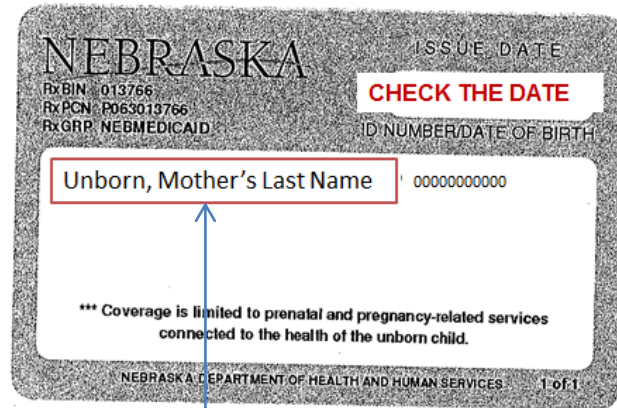 NEBRASKA
ISSUE DATE
RxBIN 013766
CHECK THE DATE
RxPCN P063013766
RxGRP NEBMEDICAID
ID NUMBER/DATE OF BIRTH
Unborn, Mother's Last Name 00000000000
*** Coverage is limited to prenatal and pregnancy-related services
connected to the health of the unborn child.
NEBRASKA DEPARTMENT OF HEALTH AND HUMAN SERVICES 1 of 1